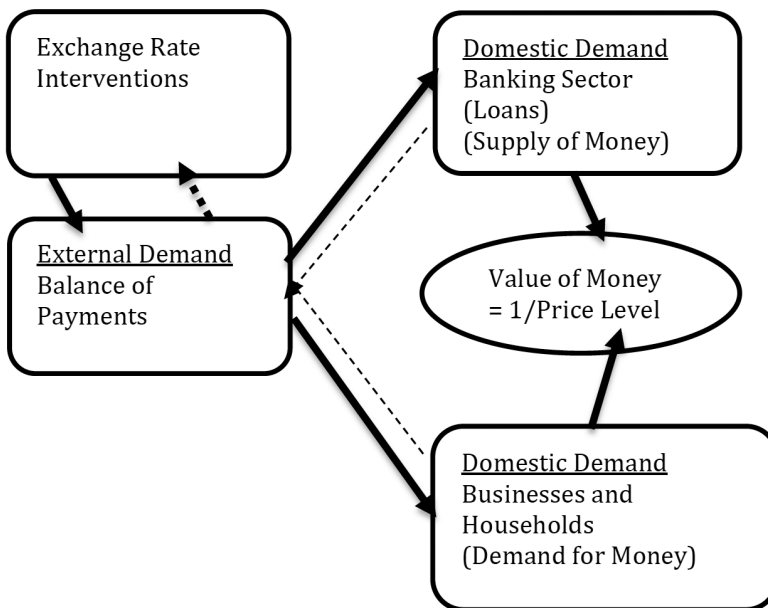 Exchange Rate
Interventions
External Demand
Balance of
Payments
Domestic Demand
Banking Sector
(Loans)
(Supply of Money)
Value of Money
= 1/Price Level
Domestic Demand
Businesses and
Households
(Demand for Money)